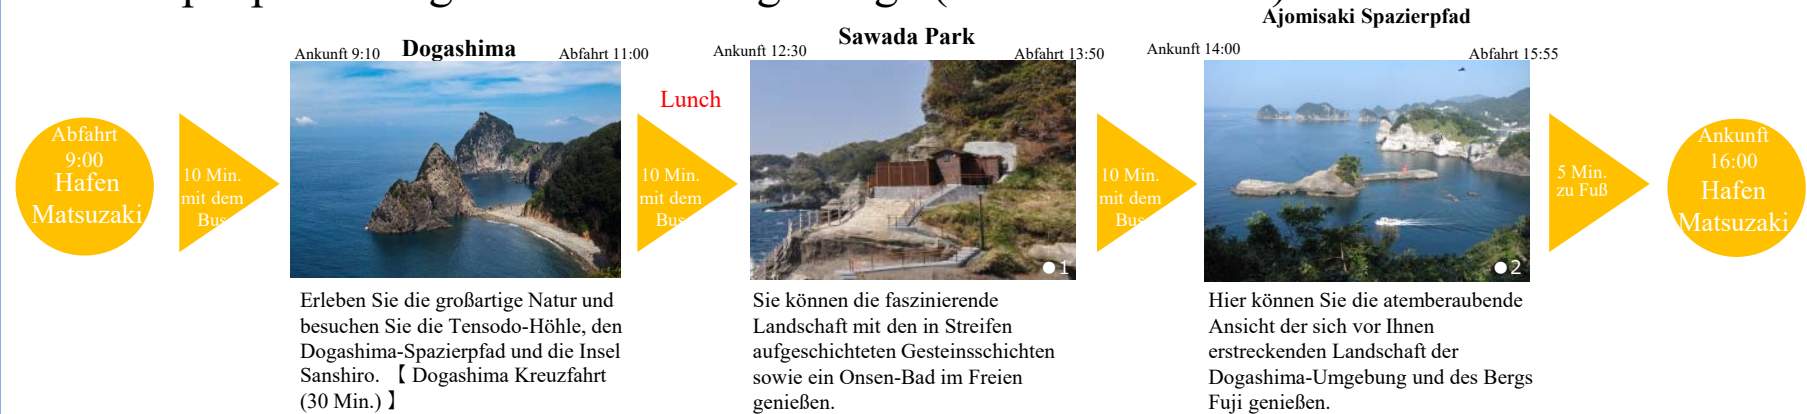 Abfahrt
9:00
Hafen
Matsuzaki
10 Min.
mit dem
Bus
Ankunft 9:10
Dogashima
Abfahrt 11:00
Erleben Sie die großartige Natur und
besuchen Sie die Tensodo-Höhle, den
Dogashima-Spazierpfad und die Insel
Sanshiro. 【 Dogashima Kreuzfahrt
(30 Min.) 】
Lunch
10 Min.
mit dem
Bus
Ankunft 12:30
Sawada Park
Abfahrt 13:50
●1
Sie können die faszinierende
Landschaft mit den in Streifen
aufgeschichteten Gesteinsschichten
sowie ein Onsen-Bad im Freien
genießen.
10 Min.
mit dem
Bus
Ajomisaki Spazierpfad
Ankunft 14:00
Abfahrt 15:55
●2
Hier können Sie die atemberaubende
Ansicht der sich vor Ihnen
erstreckenden Landschaft der
Dogashima-Umgebung und des Bergs
Fuji genießen.
5 Min.
zu Fuß
Ankunft
16:00
Hafen
Matsuzaki